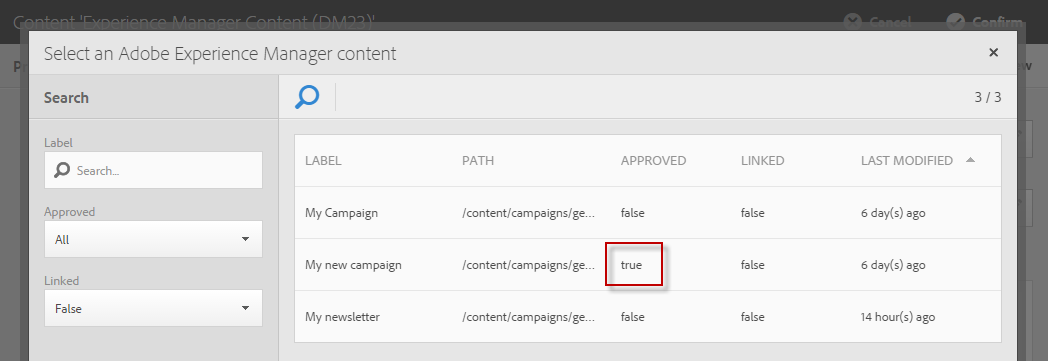 Content 'Experience Manager Content (DM23)'
Cancel
Confirm
Select an Adobe Experience Manager content
×
Search
3 / 3
Label
Search...
Approved
All
Linked
False
LABEL PATH APPROVED LINKED LAST MODIFIED
My Campaign /content/campaigns/ge... false false 6 day(s) ago
My new campaign /content/campaigns/ge... true false 6 day(s) ago
My newsletter /content/campaigns/ge... false false 14 hour(s) ago